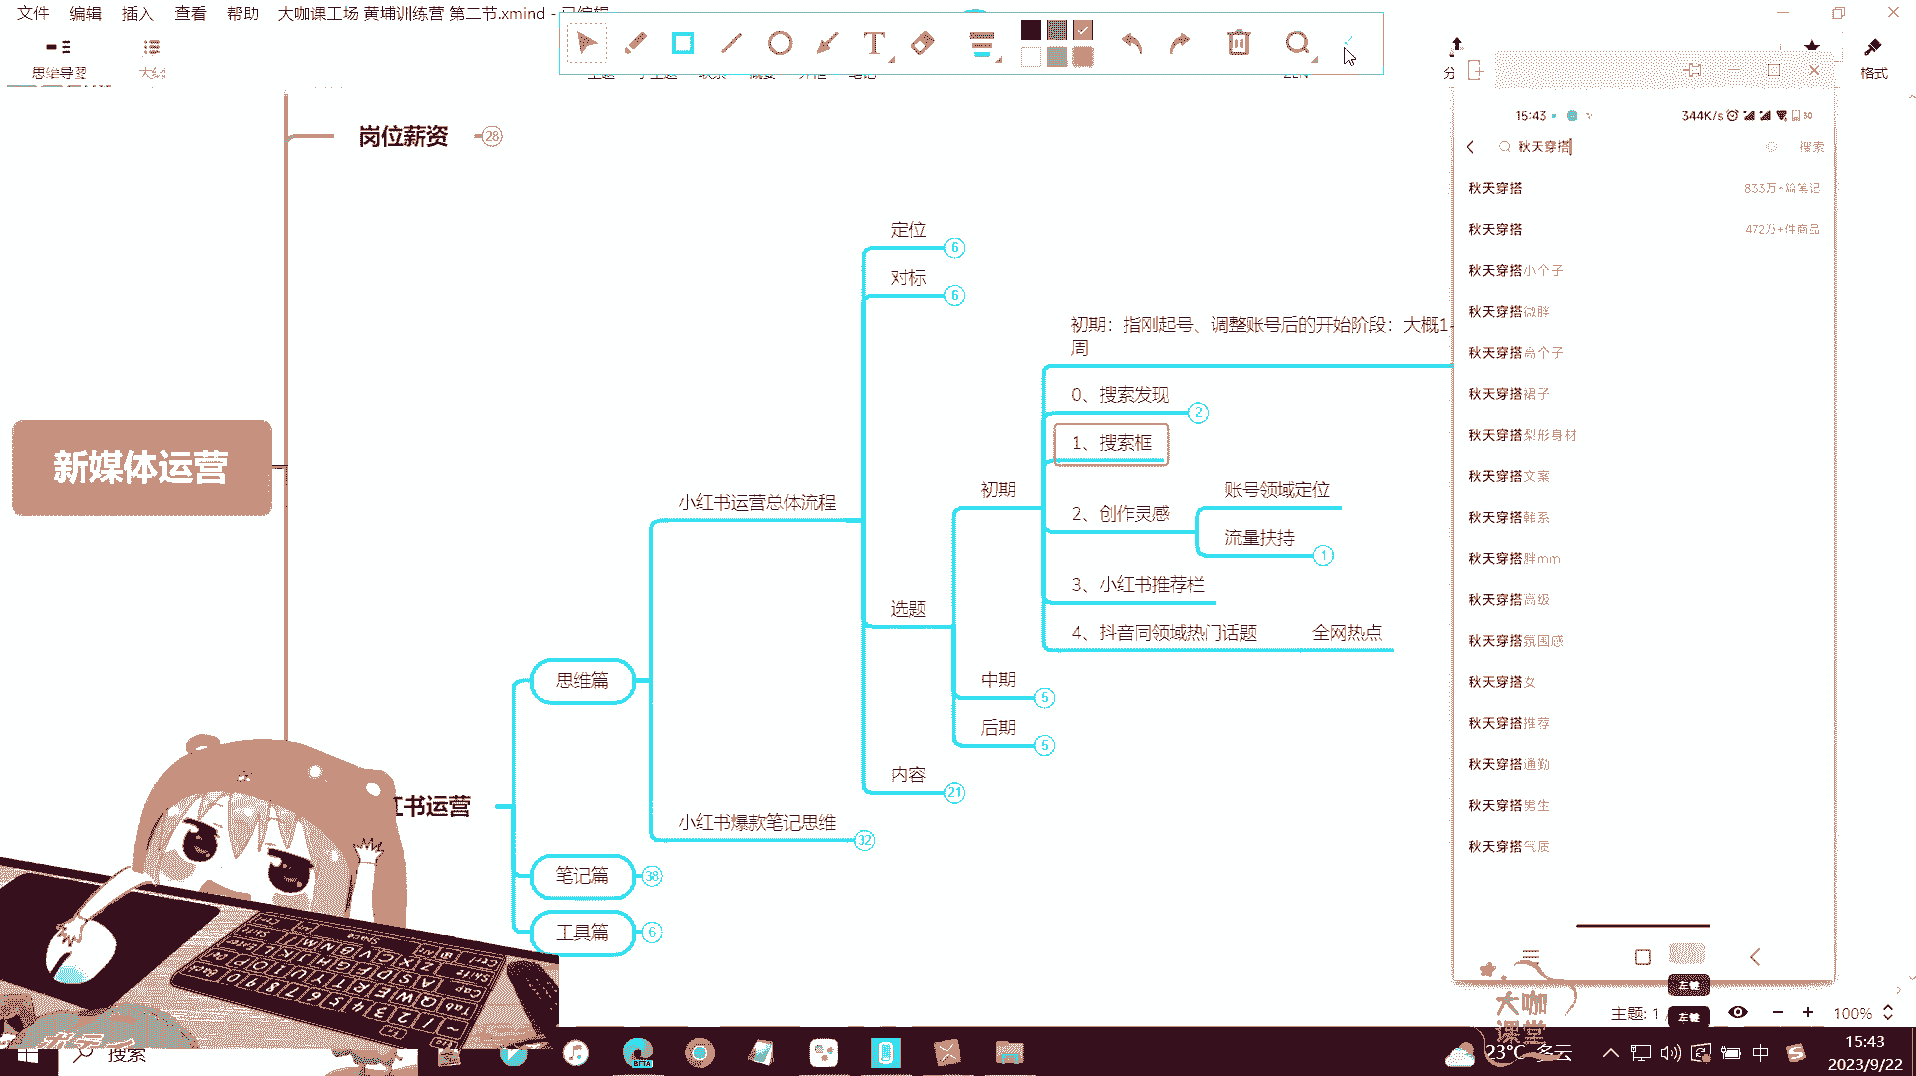 文件 编辑 插入 查看 帮助 大咖课工场 黄埔训练营 第二节.xmind - 已编辑
思维导图
大纲
格式
岗位薪资
28
新媒体运营
小红书运营总体流程
定位
6
对标
6
初期：指刚起号、调整账号后的开始阶段：大概1-
周
0、搜索发现
2
1、搜索框
初期
账号领域定位
2、创作灵感
流量扶持
1
3、小红书推荐栏
选题
4、抖音同领域热门话题
全网热点
思维篇
中期
5
后期
5
内容
21
书运营
小红书爆款笔记思维
32
笔记篇
38
工具篇
6
15:43
344K/s
秋天穿搭
搜索
秋天穿搭 833万+篇笔记
秋天穿搭 472万+件商品
秋天穿搭小个子
秋天穿搭微胖
秋天穿搭高个子
秋天穿搭裙子
秋天穿搭梨形身材
秋天穿搭文案
秋天穿搭韩系
秋天穿搭胖mm
秋天穿搭高级
秋天穿搭氛围感
秋天穿搭女
秋天穿搭推荐
秋天穿搭通勤
秋天穿搭男生
秋天穿搭气质
左键
左键
大咖
课堂
主题: 1
100%
搜索
BETA
23°C 多云
中
15:43
2023/9/22